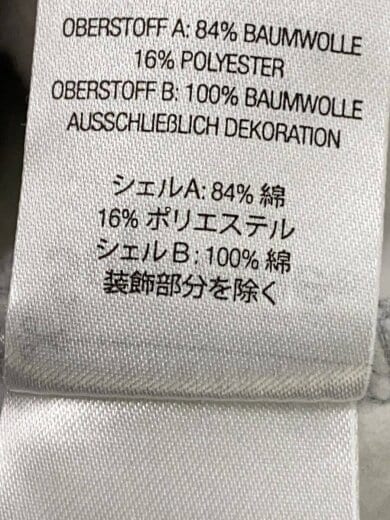 OBERSTOFF A: 84% BAUMWOLLE
16% POLYESTER
OBERSTOFF B: 100% BAUMWOLLE
AUSSCHLIEßLICH DEKORATION
シェルA: 84% 綿
16% ポリエステル
シェルB: 100% 綿
装飾部分を除く